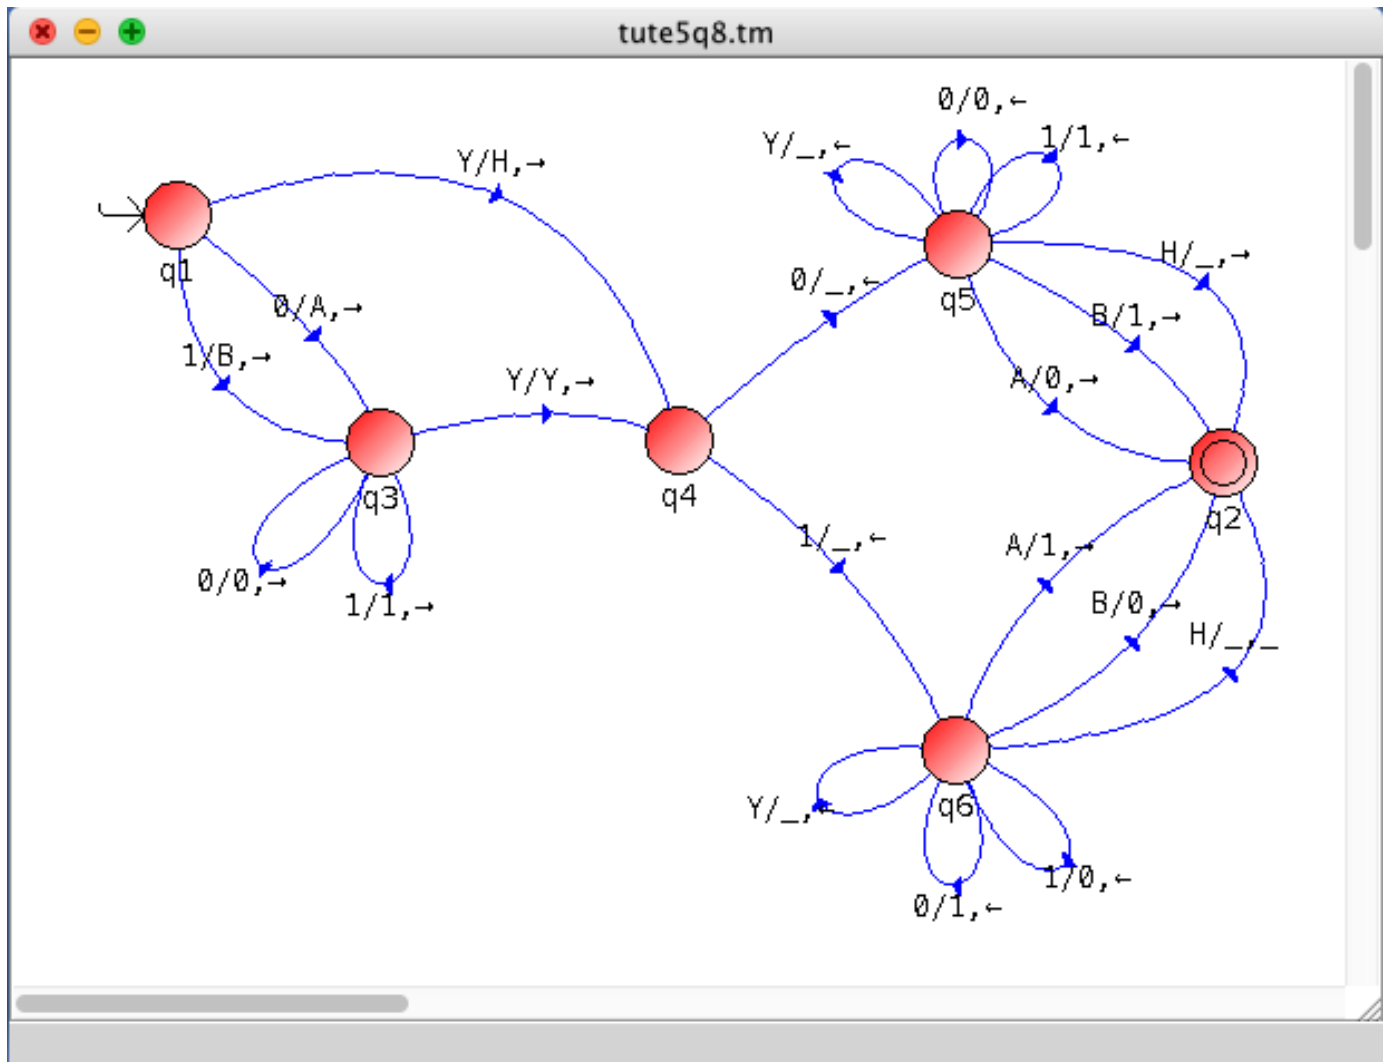 tute5q8.tm
0/0,←
Y/_,←
1/1,←
Y/H,→
H/_,→
q1
0/_,←
q5
0/A,→
B/1,→
1/B,→
Y/Y,→
A/0,→
q3
q4
q2
1/_,←
A/1,→
0/0,→
1/1,→
B/0,→
H/_,_
Y/_,←
q6
1/0,←
0/1,←